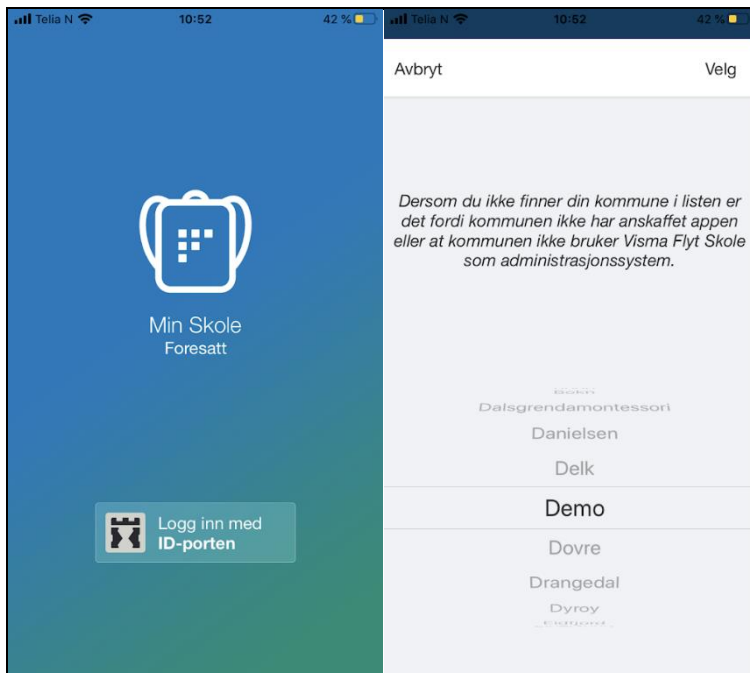 Telia N 10:52 42 %
Min Skole
Foresatt
Logg inn med
ID-porten
Telia N 10:52 42 %
Avbryt Velg
Dersom du ikke finner din kommune i listen er
det fordi kommunen ikke har anskaffet appen
eller at kommunen ikke bruker Visma Flyt Skole
som administrasjonssystem.
Dalsgrendamontessori
Danielsen
Delk
Demo
Dovre
Drangedal
Dyroy
Eidfjord